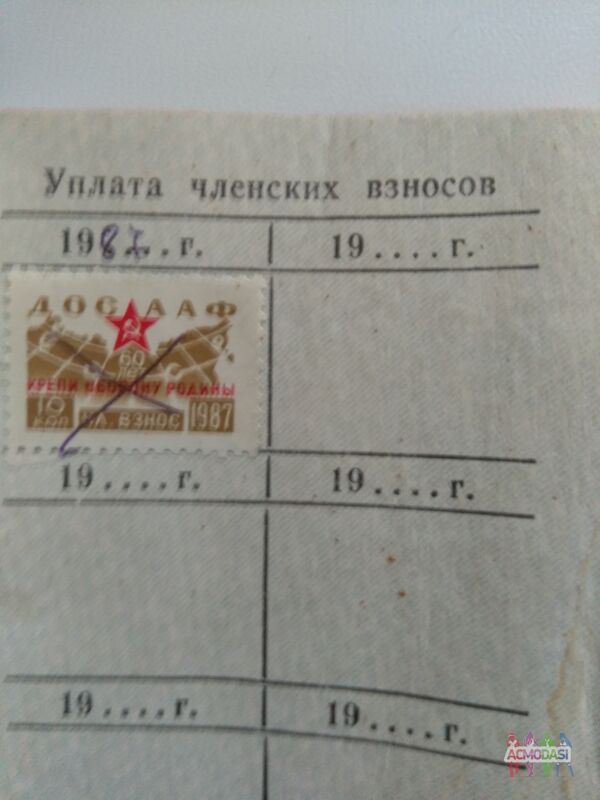 Уплата членских взносов
1987..г. 19....г.
ДОСААФ
60
ЛЕТ
КРЕПИ ОБОРОНУ РОДИНЫ
10 КОП ЧЛ. ВЗНОС 1987
19....г. 19....г.
19....г. 19....г.
ACMODASI